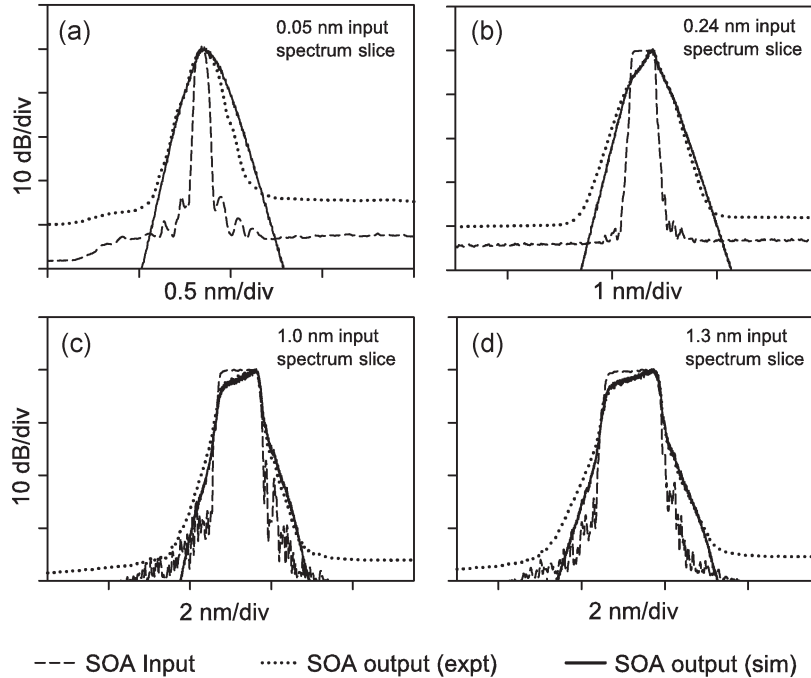 (a)
0.05 nm input
spectrum slice
10 dB/div
0.5 nm/div
(b)
0.24 nm input
spectrum slice
1 nm/div
(c)
1.0 nm input
spectrum slice
10 dB/div
2 nm/div
(d)
1.3 nm input
spectrum slice
2 nm/div
SOA Input
SOA output (expt)
SOA output (sim)